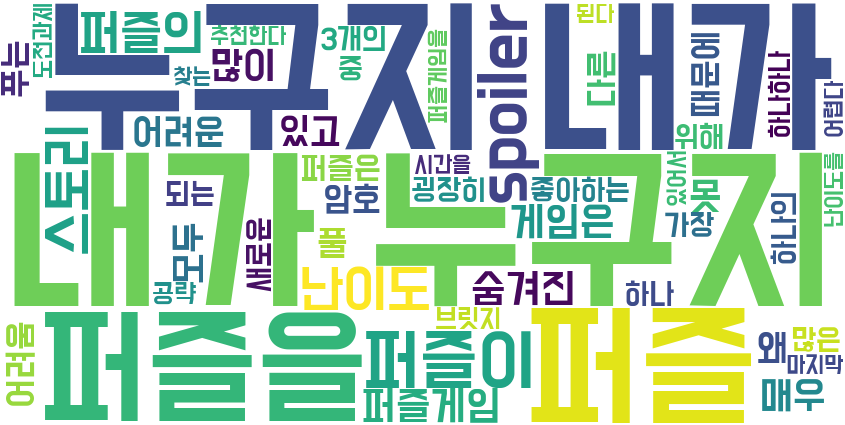 누구지 내가
내가 누구지
퍼즐을
퍼즐이
퍼즐
퍼즐의
많이
3개의
중
추천한다
찾는
된다
도전과제
푸는
퍼즐게임을
spoiler
다른
때문에
하나하나
어렵다
어려운
있고
스토리
모두
되는
새로운
공략
퍼즐은
시간을
암호
굉장히
좋아하는
위해
있어서
못
가장
하나의
난이도를
게임은
풀
난이도
숨겨진
하나
브릿지
어려움
퍼즐게임
왜
많은
마지막
매우